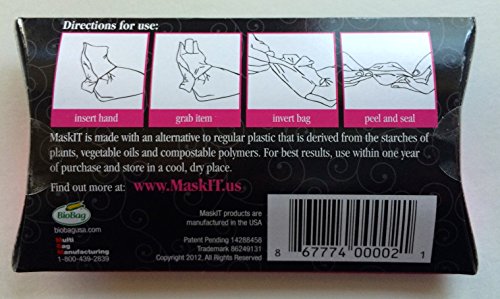 Directions for use:
insert hand
grab item
invert bag
peel and seal
MaskIT is made with an alternative to regular plastic that is derived from the starches of
plants, vegetable oils and compostable polymers. For best results, use within one year
of purchase and store in a cool, dry place.
Find out more at: www.MaskIT.us
BioBag
biobagusa.com
Multi
Bag
Manufacturing
1-800-439-2839
MaskIT products are
manufactured in the USA
Patent Pending 14288458
Trademark 86249131
Copyright 2012, All Rights Reserved
8 67774 00002 1